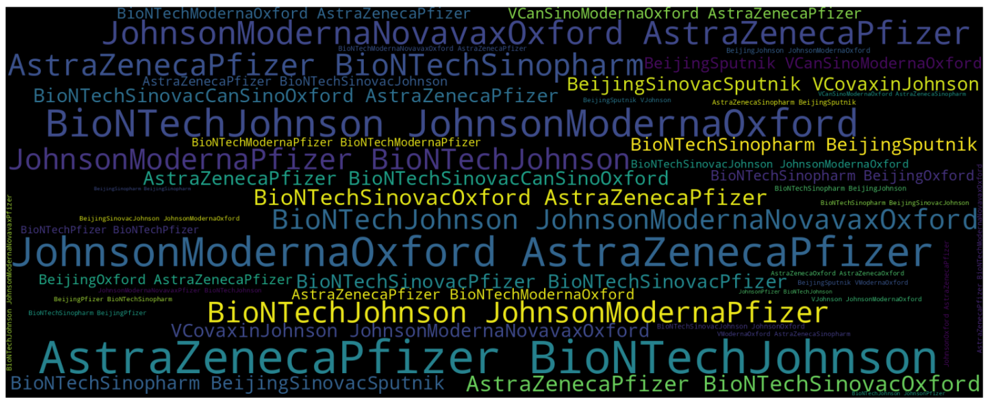 BioNTechModernaOxford AstraZenecaPfizer
VCanSinoModernaOxford AstraZenecaPfizer
JohnsonModernaNovavaxOxford AstraZenecaPfizer
BioNTechModernaNovavaxOxford AstraZenecaPfizer
BeijingJohnson JohnsonModernaOxford
AstraZenecaPfizer BioNTechSinopharm
BeijingSputnik VCanSinoModernaOxford
AstraZenecaPfizer BioNTechSinovacJohnson
BeijingSinovacSputnik VCovaxinJohnson
BioNTechSinovacCanSinoOxford AstraZenecaPfizer
VCanSinoModernaOxford AstraZenecaSinopharm
BeijingSputnik VJohnson
AstraZenecaSinopharm BeijingSputnik
BioNTechJohnson JohnsonModernaOxford
BioNTechModernaPfizer BioNTechModernaPfizer
BioNTechSinopharm BeijingSputnik
JohnsonModernaPfizer BioNTechJohnson
BioNTechSinovacJohnson JohnsonModernaOxford
AstraZenecaPfizer BioNTechSinovacCanSinoOxford
BioNTechSinopharm BeijingOxford
BeijingSinopharm BeijingSinopharm
BioNTechSinopharm BeijingJohnson
BioNTechSinovacOxford AstraZenecaPfizer
BioNTechSinopharm BeijingSinovacJohnson
BeijingSinovacJohnson JohnsonModernaOxford
BioNTechJohnson JohnsonModernaNovavaxOxford
BioNTechPfizer BioNTechPfizer
JohnsonModernaOxford AstraZenecaPfizer
BeijingOxford AstraZenecaPfizer
BioNTechSinovacPfizer BioNTechSinovacPfizer
AstraZenecaOxford AstraZenecaOxford
BeijingSputnik VModernaOxford
JohnsonModernaNovavaxPfizer BioNTechJohnson
AstraZenecaPfizer BioNTechModernaOxford
JohnsonPfizer BioNTechJohnson
BeijingPfizer BioNTechSinopharm
VJohnson JohnsonModernaOxford
BioNTechSinopharm BeijingPfizer
BioNTechJohnson JohnsonModernaPfizer
VCovaxinJohnson JohnsonModernaNovavaxOxford
BioNTechSinovacJohnson JohnsonOxford
VModernaOxford AstraZenecaSinopharm
AstraZenecaPfizer BioNTechJohnson
BioNTechSinopharm BeijingSinovacSputnik
AstraZenecaPfizer BioNTechSinovacOxford
BioNTechJohnson JohnsonPfizer
BioNTechJohnson JohnsonModernaNovavaxPfizer
JohnsonOxford AstraZenecaPfizer
AstraZenecaPfizer BioNTechModernaNovavaxOxford